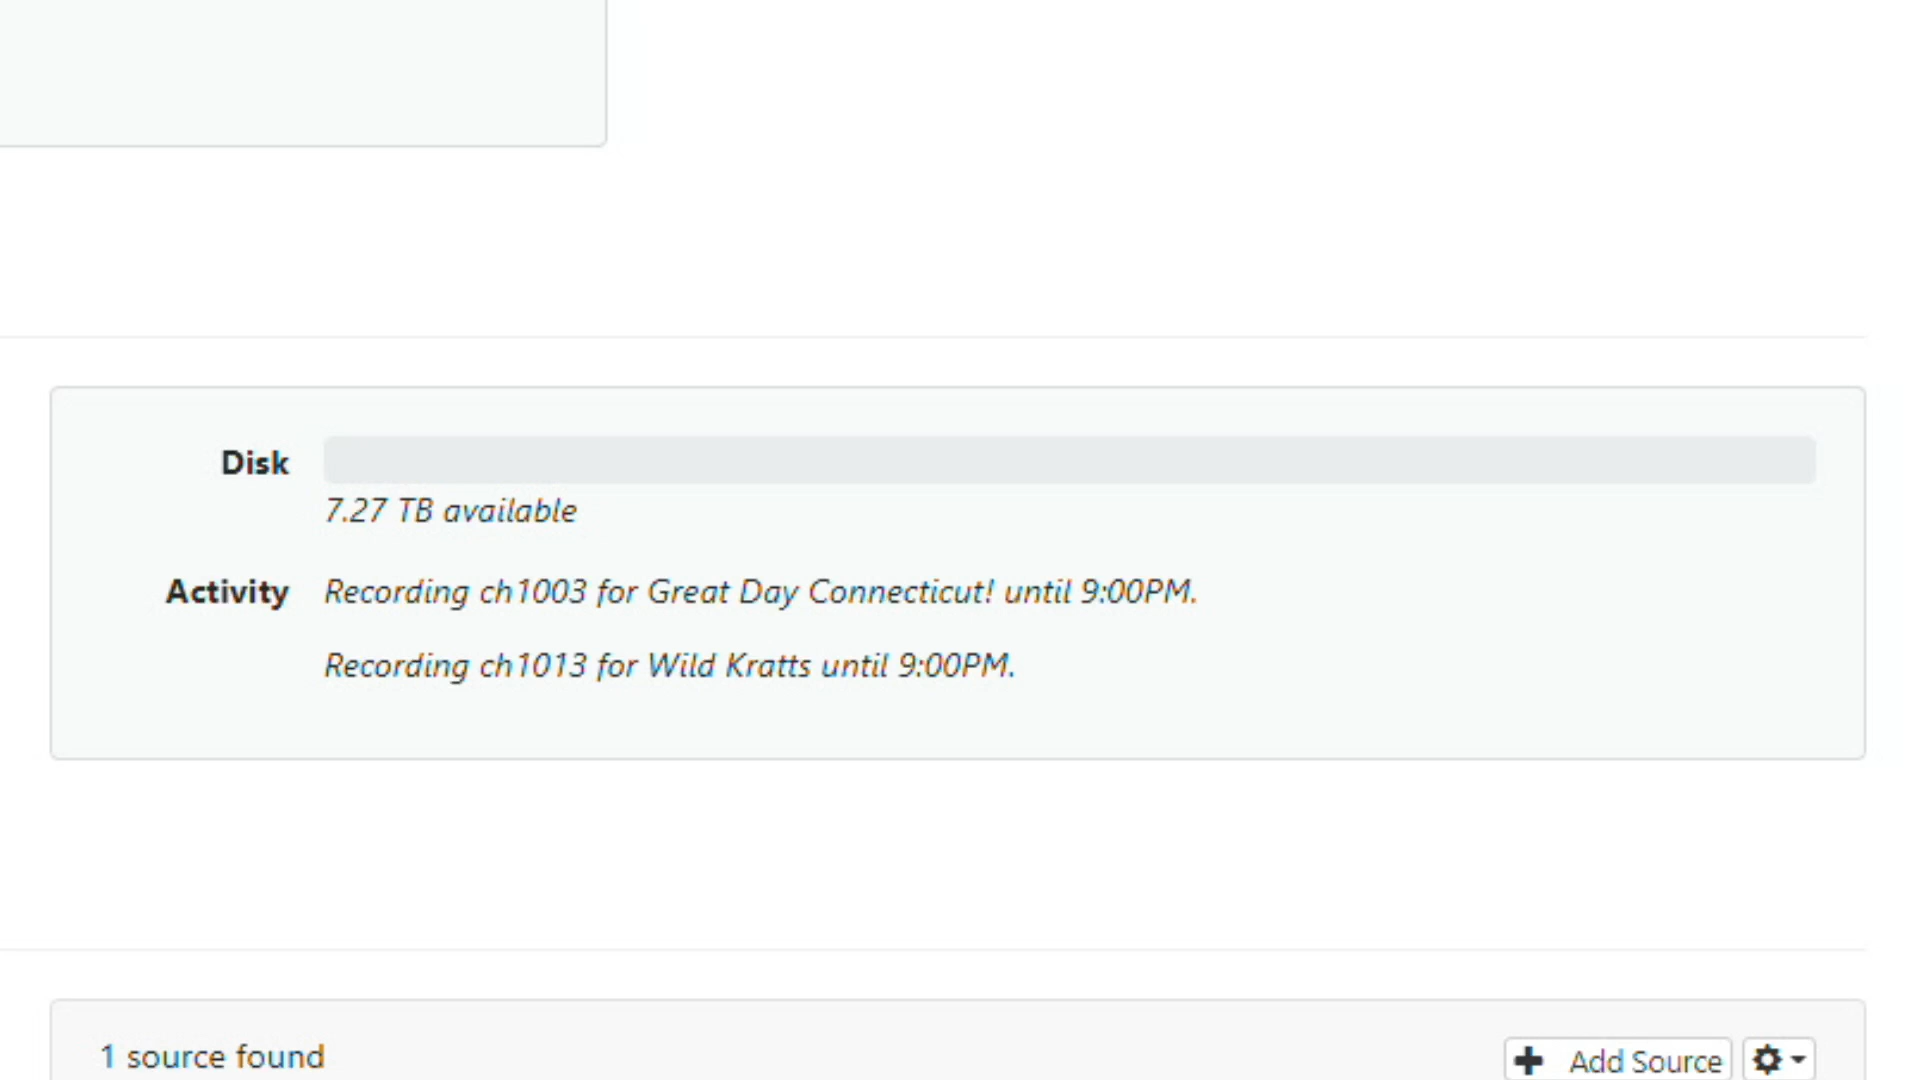 Disk
7.27 TB available
Activity Recording ch1003 for Great Day Connecticut! until 9:00PM.
Recording ch1013 for Wild Kratts until 9:00PM.
1 source found Add Source